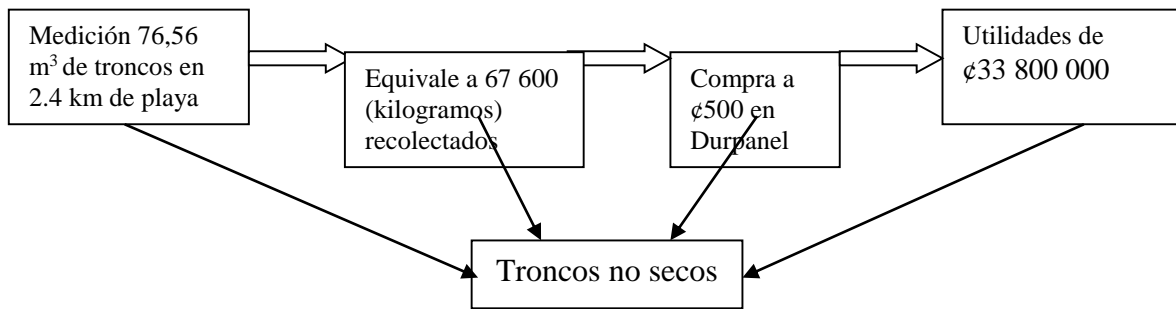 Medición 76,56
m³ de troncos en
2.4 km de playa
Equivale a 67 600
(kilogramos)
recolectados
Compra a
¢500 en
Durpanel
Utilidades de
¢33 800 000
Troncos no secos